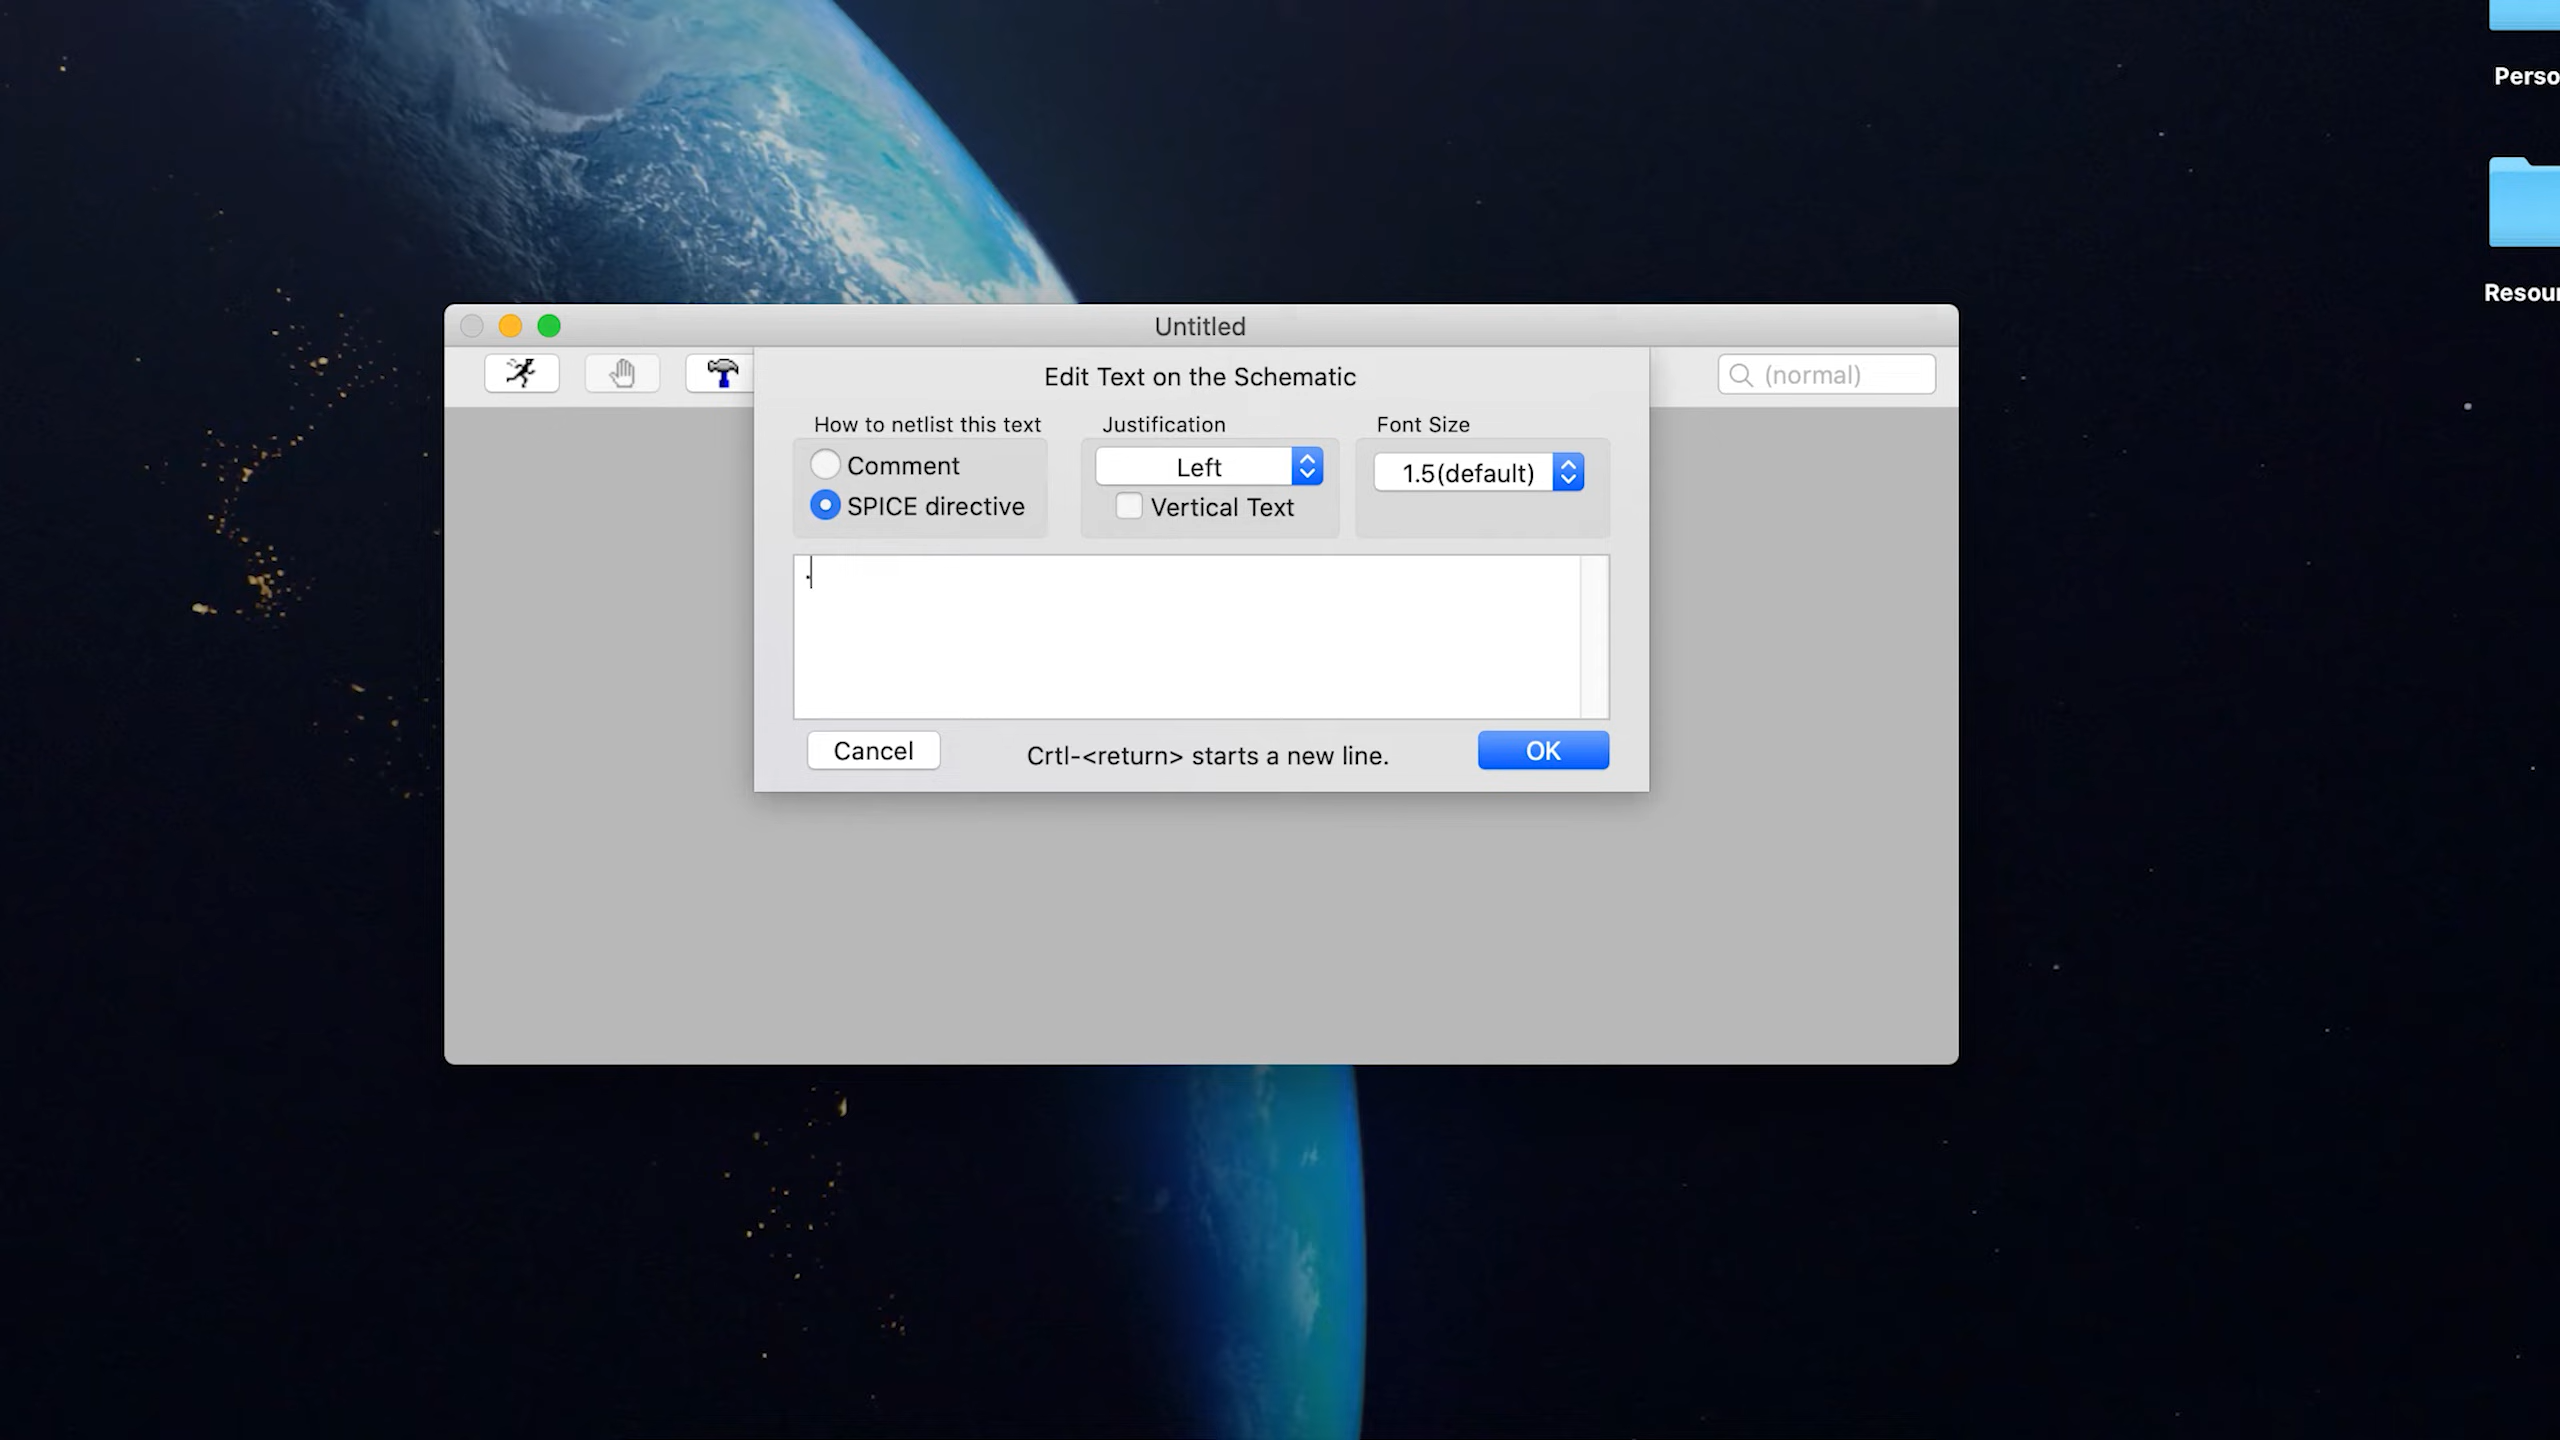 Perso
Resour
Untitled
(normal)
Edit Text on the Schematic
How to netlist this text
Justification
Font Size
Comment
Left
1.5(default)
SPICE directive
Vertical Text
.
Cancel
Crtl-<return> starts a new line.
OK